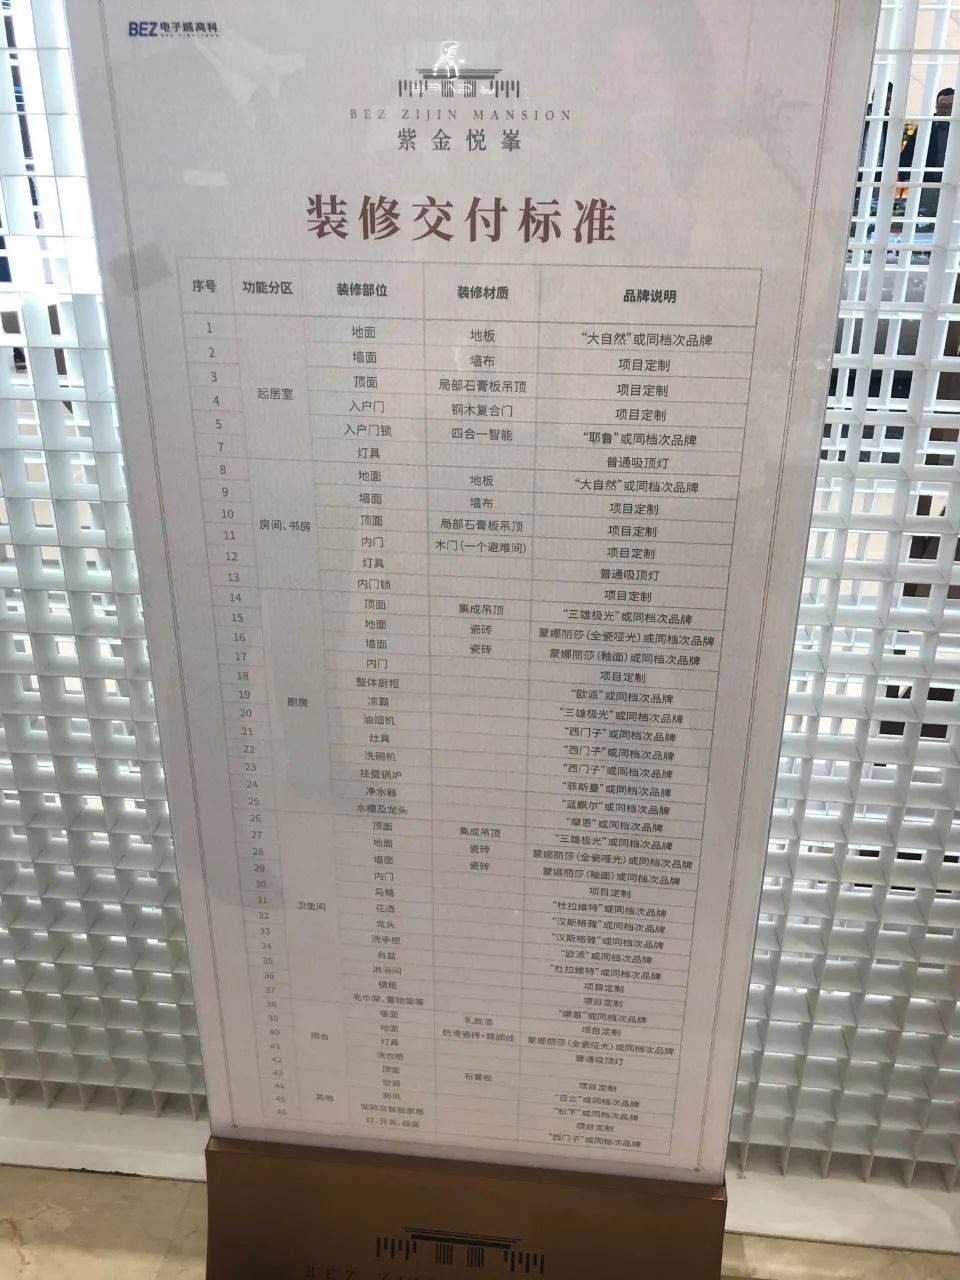 BEZ 电子城高科
BEZ ZIJIN MANSION
紫金悦峯
装修交付标准
序号 功能分区 装修部位 装修材质 品牌说明
1 地面 地板 “大自然”或同档次品牌
2 墙面 墙布 项目定制
3 顶面 局部石膏板吊顶 项目定制
起居室
4 入户门 钢木复合门 项目定制
5 入户门锁 四合一智能 “耶鲁”或同档次品牌
7 灯具 普通吸顶灯
8 地面 地板 “大自然”或同档次品牌
9 墙面 墙布 项目定制
10 顶面 局部石膏板吊顶 项目定制
房间、书房
11 内门 木门(一个避难间) 项目定制
12 灯具 普通吸顶灯
13 内门锁 项目定制
14 顶面 集成吊顶 “三雄极光”或同档次品牌
15 地面 瓷砖 蒙娜丽莎(全瓷哑光)或同档次品牌
16 墙面 瓷砖 蒙娜丽莎(釉面)或同档次品牌
17 内门 项目定制
18 整体厨柜 “欧派”或同档次品牌
19 凉霸 “三雄极光”或同档次品牌
厨房
20 油烟机 “西门子”或同档次品牌
21 灶具 “西门子”或同档次品牌
22 洗碗机 “西门子”或同档次品牌
23 挂壁锅炉 “菲斯曼”或同档次品牌
24 净水器 “蓝飘尔”或同档次品牌
25 水槽及龙头 “摩恩”或同档次品牌
26 顶面 集成吊顶 “三雄极光”或同档次品牌
27 地面 瓷砖 蒙娜丽莎(全瓷哑光)或同档次品牌
28 墙面 瓷砖 蒙娜丽莎(釉面)或同档次品牌
29 内门 项目定制
30 马桶 “杜拉维特”或同档次品牌
31 花洒 “汉斯格雅”或同档次品牌
卫生间
32 龙头 “汉斯格雅”或同档次品牌
33 洗手柜 “欧派”或同档次品牌
34 台盆 “杜拉维特”或同档次品牌
35 淋浴间 项目定制
36 镜柜 项目定制
37 毛巾架、置物架等 “摩恩”或同档次品牌
38 墙面 乳胶漆 项目定制
39 地面 防滑瓷砖+踢脚线 蒙娜丽莎(全瓷哑光)或同档次品牌
阳台
40 灯具 普通吸顶灯
41 洗衣柜
42 顶面 石膏板 项目定制
43 空调 “日立”或同档次品牌
44 新风 “松下”或同档次品牌
其他
45 安防及智能家居 项目定制
46 灯、开关、插座 “西门子”或同档次品牌
BEZ ZIJIN